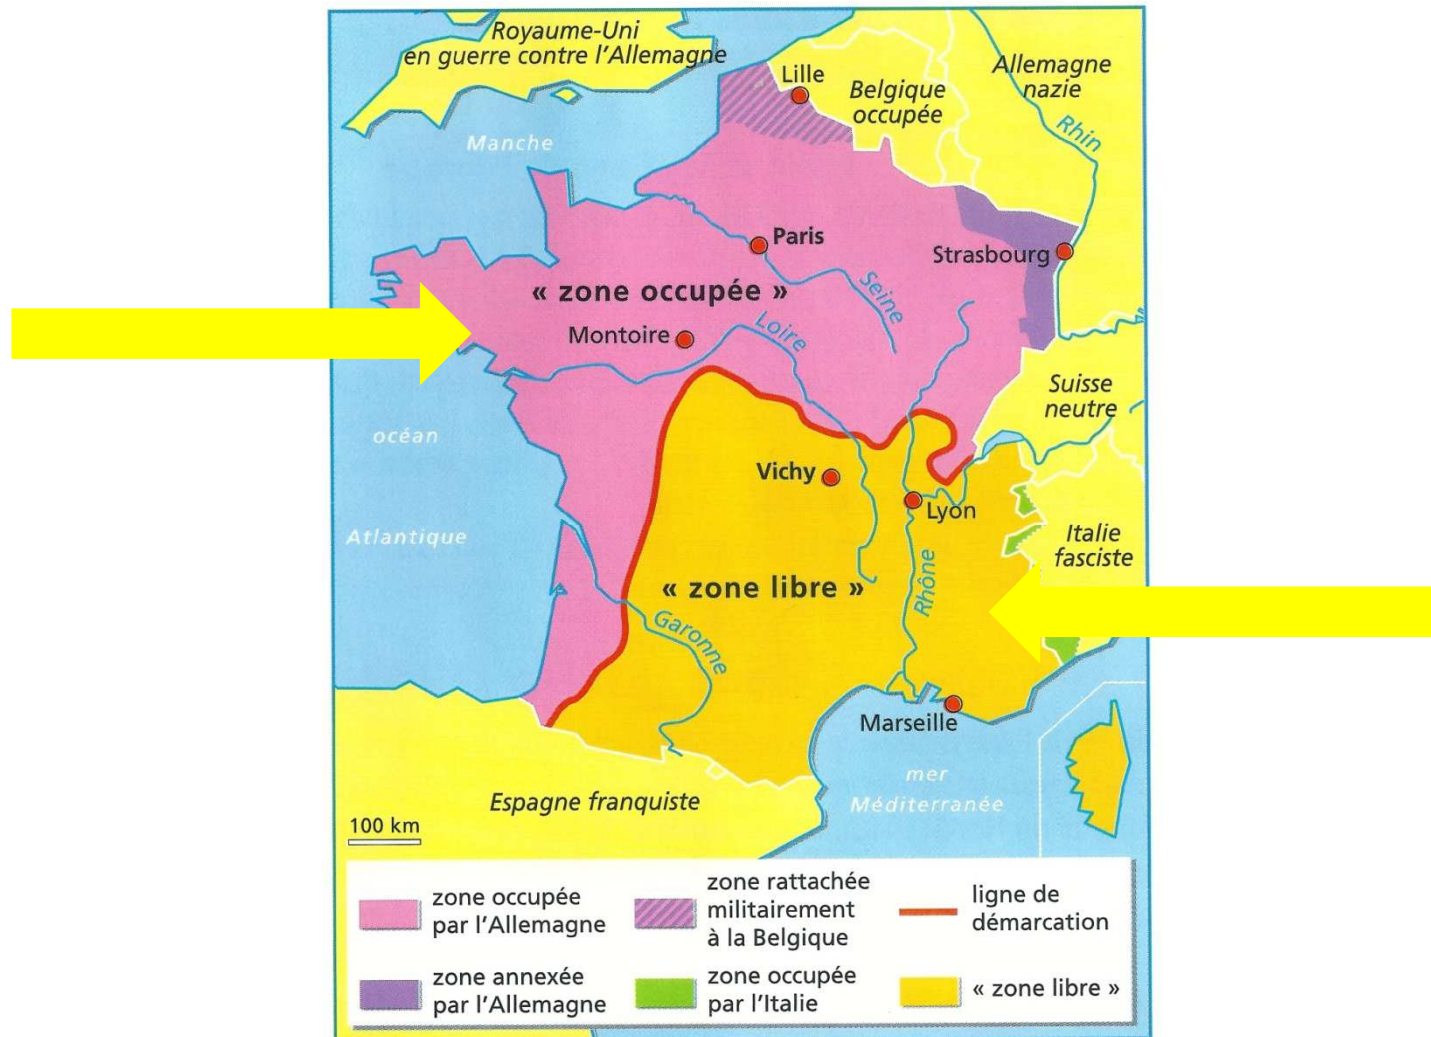 Royaume-Uni
en guerre contre l'Allemagne
Lille
Belgique
occupée
Allemagne
nazie
Rhin
Manche
Paris
Strasbourg
« zone occupée »
Seine
Montoire
Loire
Suisse
neutre
océan
Atlantique
Vichy
Lyon
Italie
fasciste
« zone libre »
Rhône
Garonne
Marseille
mer
Méditerranée
Espagne franquiste
100 km
zone occupée
par l'Allemagne
zone rattachée
militairement
à la Belgique
ligne de
démarcation
zone annexée
par l'Allemagne
zone occupée
par l'Italie
« zone libre »